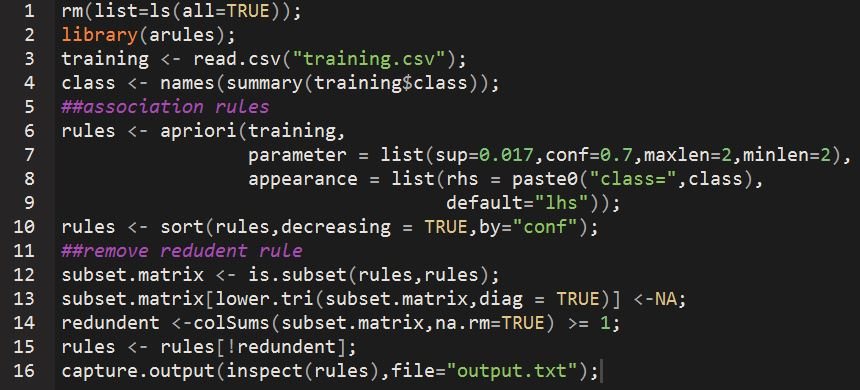 1 rm(list=ls(all=TRUE));
2 library(arules);
3 training <- read.csv("training.csv");
4 class <- names(summary(training$class));
5 ##association rules
6 rules <- apriori(training,
7                  parameter = list(sup=0.017,conf=0.7,maxlen=2,minlen=2),
8                  appearance = list(rhs = paste0("class=",class),
9                                    default="lhs"));
10 rules <- sort(rules,decreasing = TRUE,by="conf");
11 ##remove redudent rule
12 subset.matrix <- is.subset(rules,rules);
13 subset.matrix[lower.tri(subset.matrix,diag = TRUE)] <-NA;
14 redundent <-colSums(subset.matrix,na.rm=TRUE) >= 1;
15 rules <- rules[!redundent];
16 capture.output(inspect(rules),file="output.txt");